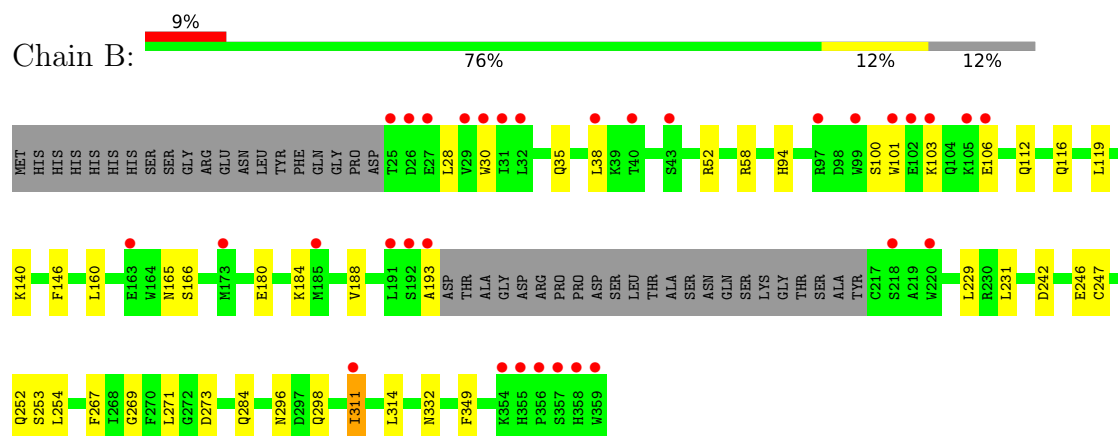 9%
Chain B:
76% 12% 12%
MET HIS HIS HIS HIS HIS HIS SER SER GLY ARG GLU ASN LEU TYR PHE GLN GLY PRO ASP T25 D26 E27 L28 V29 W30 I31 L32 Q35 L38 K39 T40 S43 R52 R58 H94 R97 D98 W99 S100 W101 E102 K103 Q104 K105 E106 Q112 Q116 L119
K140 F146 L160 E163 W164 N165 S166 M173 E180 K184 M185 V188 L191 S192 A193 ASP THR ALA GLY ASP ARG PRO PRO ASP SER LEU THR ALA SER ASN GLN SER LYS GLY THR SER ALA TYR C217 S218 A219 W220 L229 R230 L231 D242 E246 C247
Q252 S253 L254 F267 I268 G269 F270 L271 G272 D273 Q284 N296 D297 Q298 I311 L314 N332 F349 K354 H355 P356 S357 H358 W359